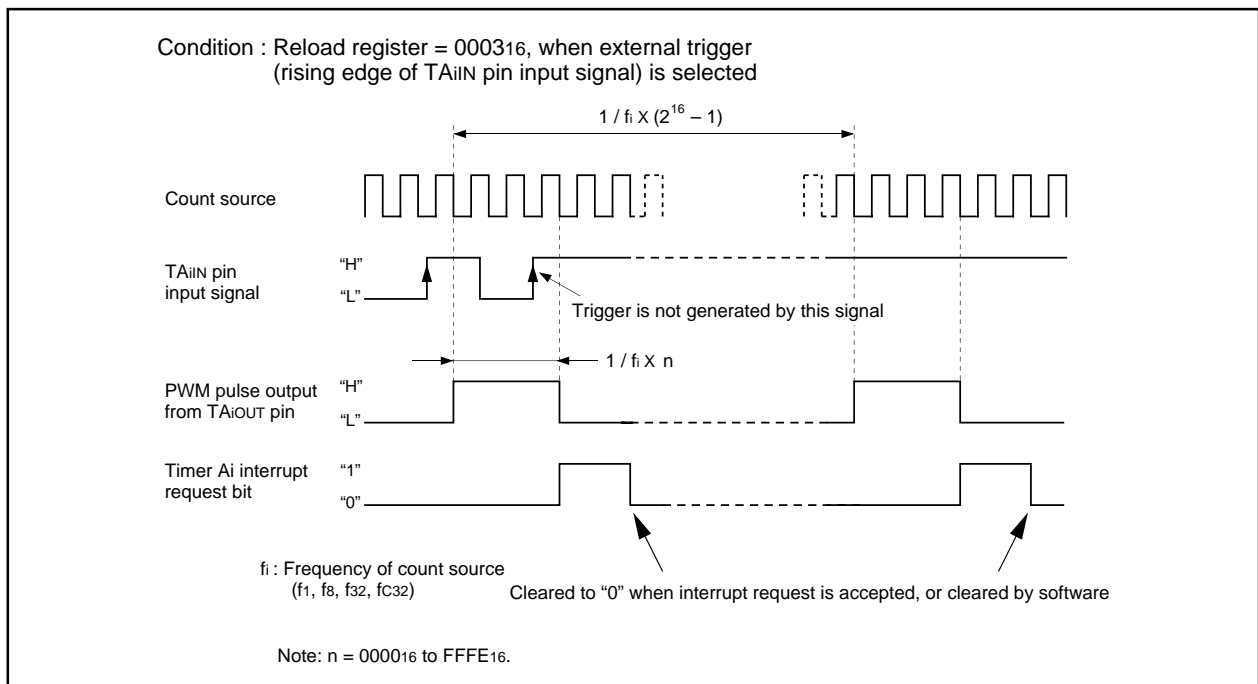 Condition : Reload register = 000316, when external trigger
(rising edge of TAiIN pin input signal) is selected
1 / fi X (2^16 – 1)
Count source
TAiIN pin
input signal
“H”
“L”
Trigger is not generated by this signal
1 / fi X n
PWM pulse output
from TAiOUT pin
“H”
“L”
Timer Ai interrupt
request bit
“1”
“0”
fi : Frequency of count source
(f1, f8, f32, fC32)
Cleared to “0” when interrupt request is accepted, or cleared by software
Note: n = 000016 to FFFE16.